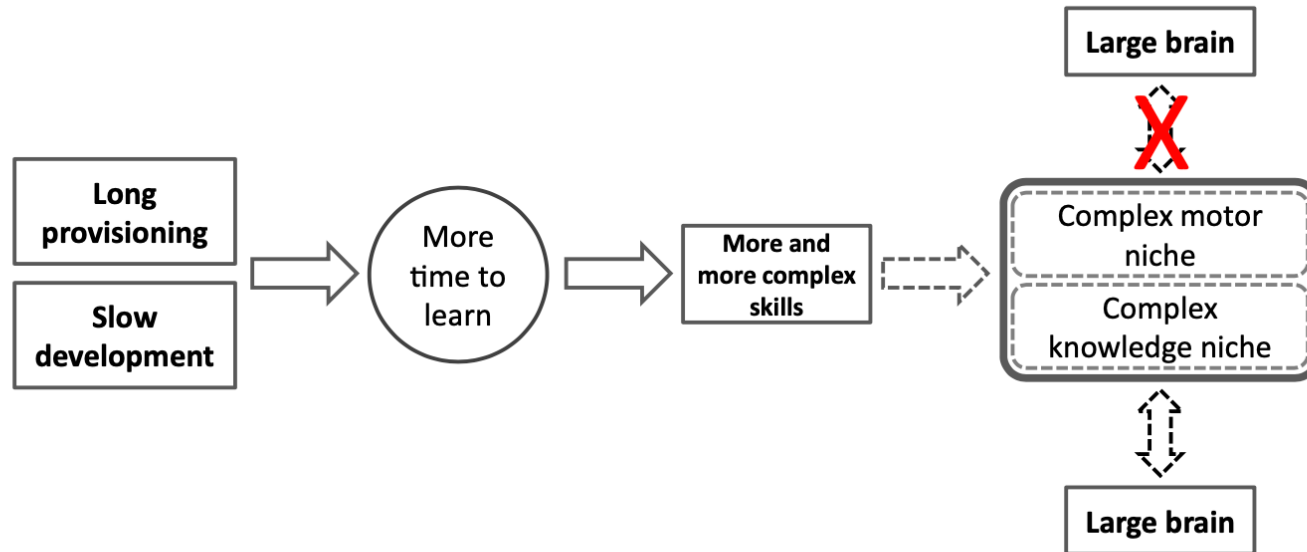 Long
provisioning
Slow
development
More
time to
learn
More and
more complex
skills
Large brain
X
Complex motor
niche
Complex
knowledge niche
Large brain